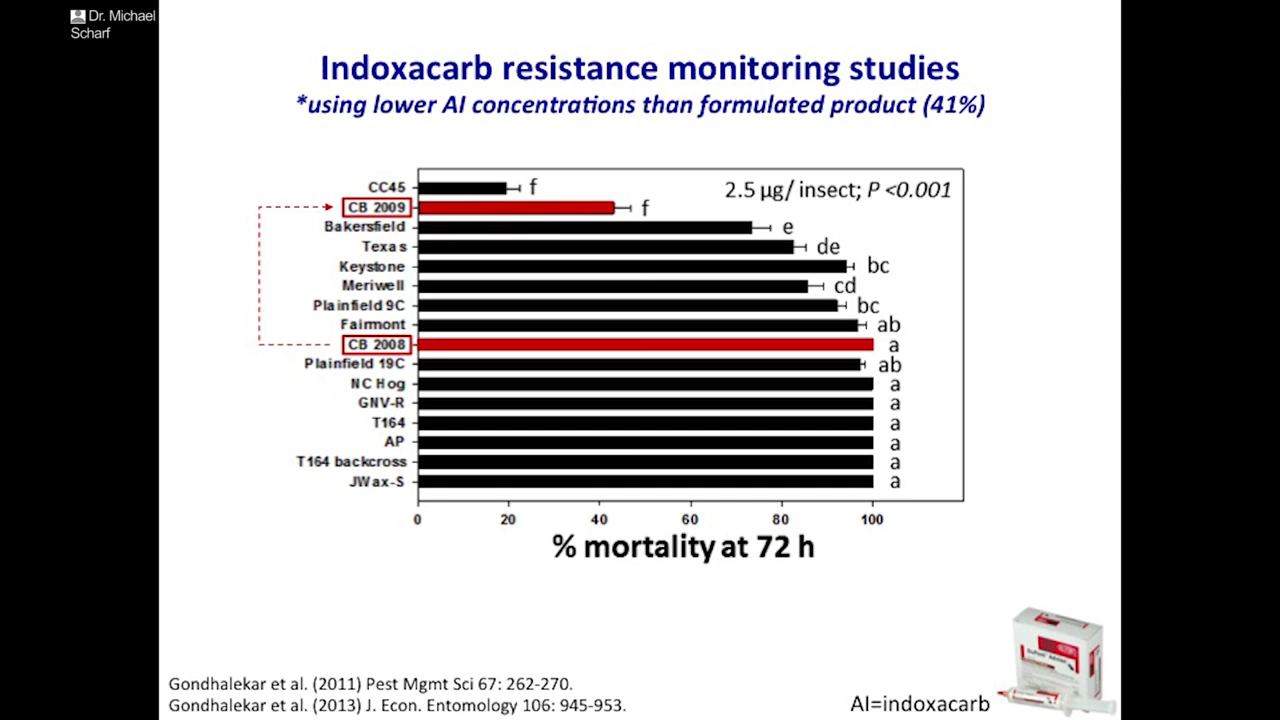 Dr. Michael
Scharf
Indoxacarb resistance monitoring studies
*using lower AI concentrations than formulated product (41%)
2.5 µg/ insect; P <0.001
CC45 f
CB 2009 f
Bakersfield e
Texas de
Keystone bc
Meriwell cd
Plainfield 9C bc
Fairmont ab
CB 2008 a
Plainfield 19C ab
NC Hog a
GNV-R a
T164 a
AP a
T164 backcross a
JWax-S a
0 20 40 60 80 100
% mortality at 72 h
Gondhalekar et al. (2011) Pest Mgmt Sci 67: 262-270.
Gondhalekar et al. (2013) J. Econ. Entomology 106: 945-953.
AI=indoxacarb